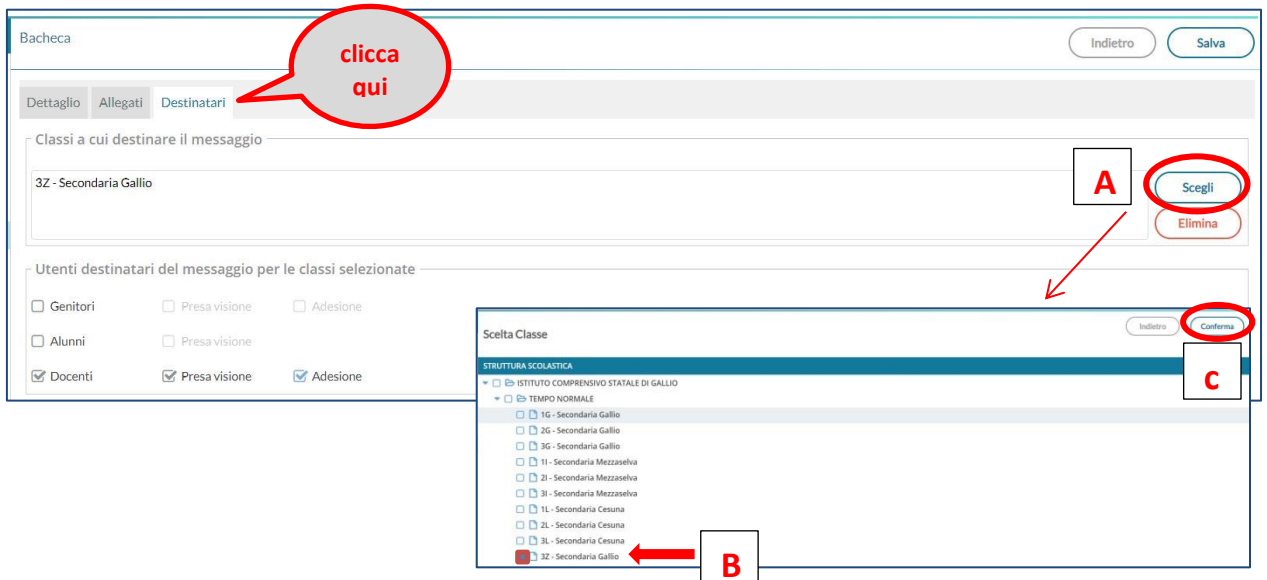 Bacheca
clicca
qui
Indietro
Salva
Dettaglio Allegati Destinatari
Classi a cui destinare il messaggio
3Z - Secondaria Gallio
A
Scegli
Elimina
Utenti destinatari del messaggio per le classi selezionate
Genitori Presa visione Adesione
Alunni Presa visione
Docenti Presa visione Adesione
Scelta Classe
Indietro
Conferma
C
STRUTTURA SCOLASTICA
ISTITUTO COMPRENSIVO STATALE DI GALLIO
TEMPO NORMALE
1G - Secondaria Gallio
2G - Secondaria Gallio
3G - Secondaria Gallio
1I - Secondaria Mezzaselva
2I - Secondaria Mezzaselva
3I - Secondaria Mezzaselva
1L - Secondaria Cesuna
2L - Secondaria Cesuna
3L - Secondaria Cesuna
3Z - Secondaria Gallio
B